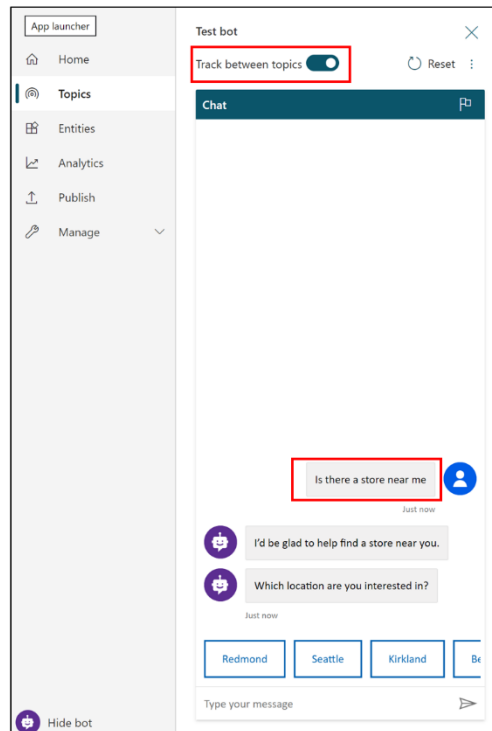 App launcher
Home
Topics
Entities
Analytics
Publish
Manage
Hide bot
Test bot
Track between topics
Reset
Chat
Is there a store near me
Just now
I'd be glad to help find a store near you.
Which location are you interested in?
Just now
Redmond Seattle Kirkland Be
Type your message